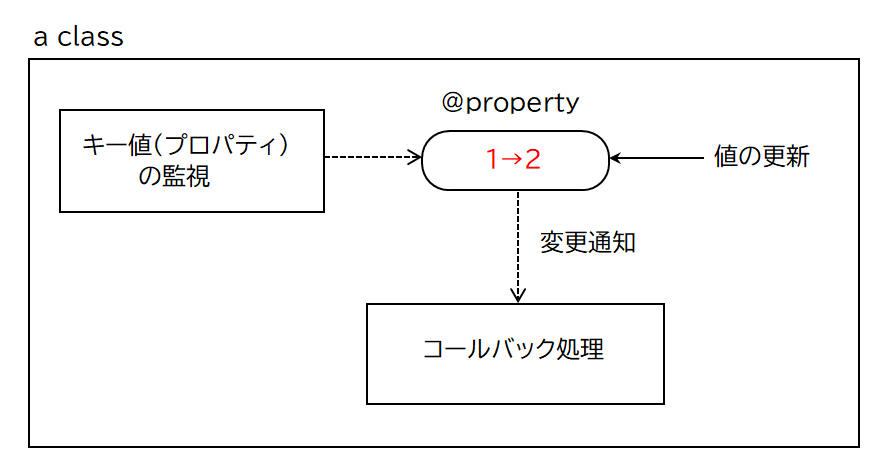 a class
@property
キー値(プロパティ)
の監視
1→2
値の更新
変更通知
コールバック処理